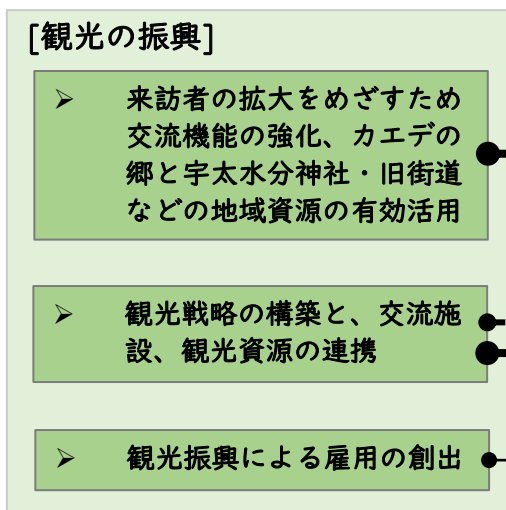 [観光の振興]
➢ 来訪者の拡大をめざすため
交流機能の強化、カエデの
郷と宇太水分神社・旧街道
などの地域資源の有効活用
➢ 観光戦略の構築と、交流施
設、観光資源の連携
➢ 観光振興による雇用の創出